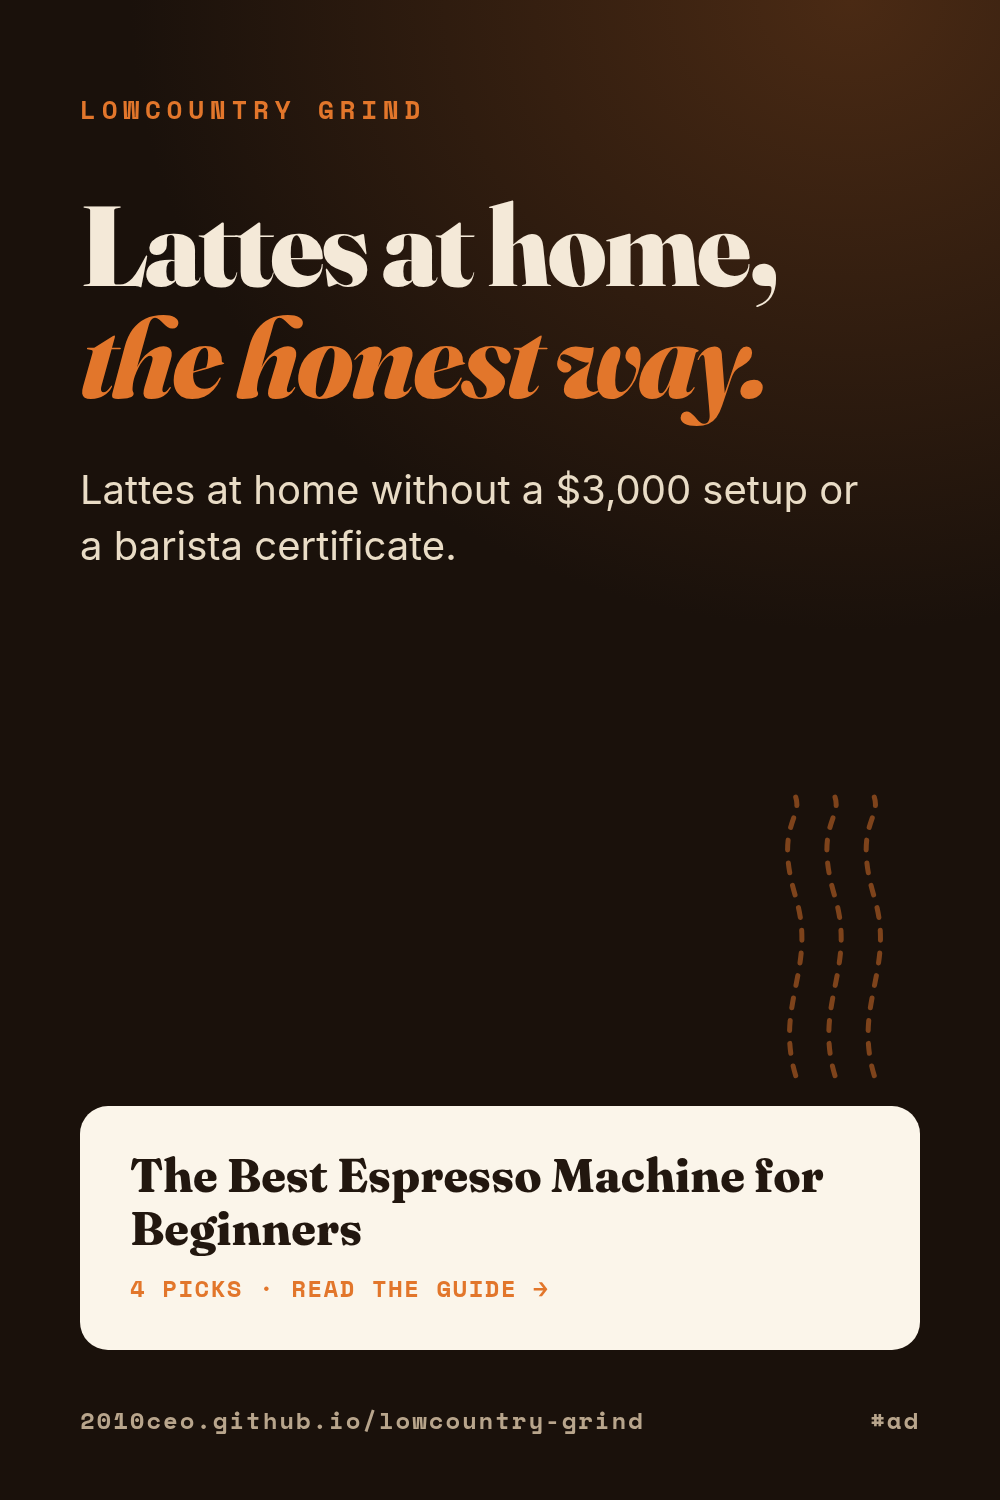 LOWCOUNTRY GRIND
Lattes at home,
the honest way.
Lattes at home without a $3,000 setup or
a barista certificate.
The Best Espresso Machine for
Beginners
4 PICKS · READ THE GUIDE →
2010ceo.github.io/lowcountry-grind
#ad